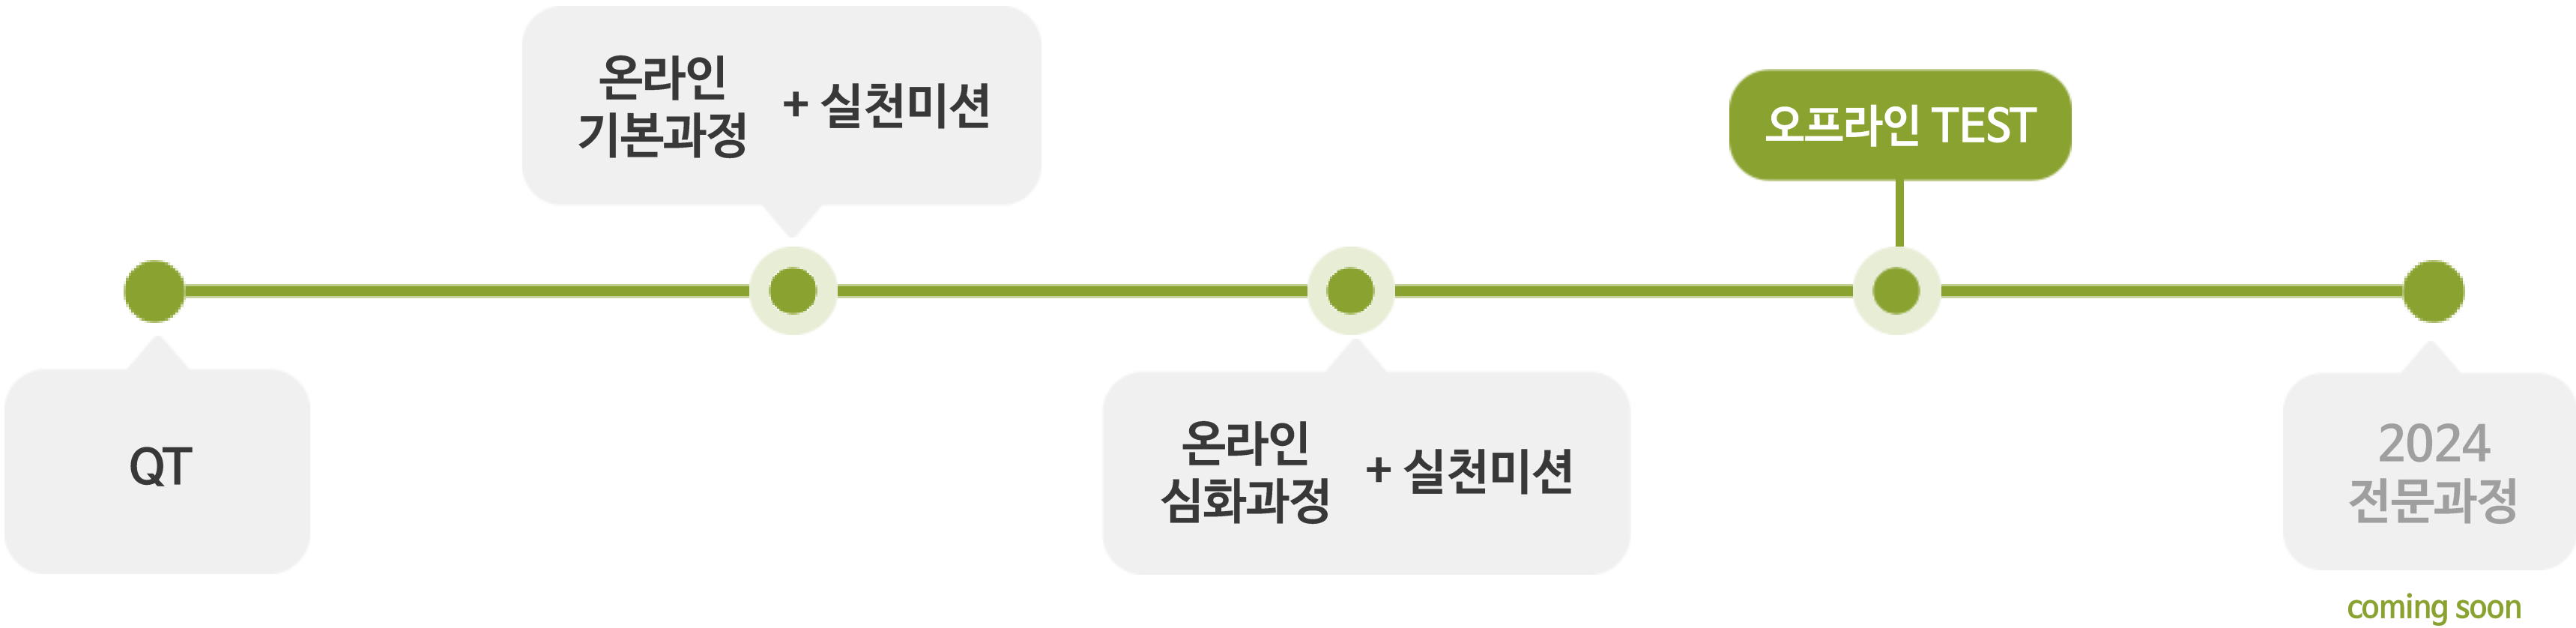 QT
온라인
기본과정
+ 실천미션
온라인
심화과정
+ 실천미션
오프라인 TEST
2024
전문과정
coming soon